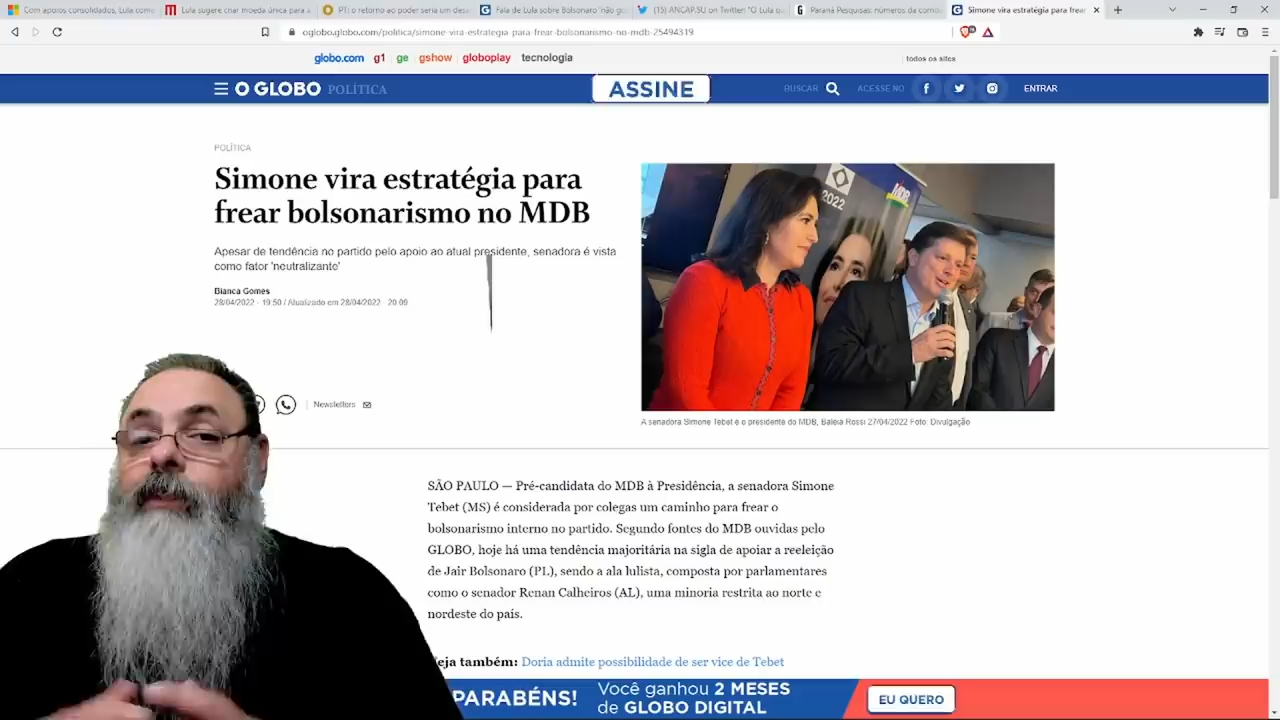 Com apoios consolidados, Lula come
Lula sugere criar moeda única para a
PT: o retorno ao poder seria um desa
Fala de Lula sobre Bolsonaro 'não go
(15) ANCAP.SU on Twitter: "O Lula ou
Paraná Pesquisas: números da corrid
Simone vira estratégia para frear
oglobo.globo.com/politica/simone-vira-estrategia-para-frear-bolsonarismo-no-mdb-25494319
globo.com g1 ge gshow globoplay tecnologia
todos os sites
O GLOBO POLÍTICA
ASSINE
BUSCAR
ACESSE NO
ENTRAR
POLÍTICA
Simone vira estratégia para
frear bolsonarismo no MDB
Apesar de tendência no partido pelo apoio ao atual presidente, senadora é vista
como fator 'neutralizante'
Bianca Gomes
28/04/2022 - 19:50 / Atualizado em 28/04/2022 - 20:09
Newsletters
2022
MDB
A senadora Simone Tebet e o presidente do MDB, Baleia Rossi 27/04/2022 Foto: Divulgação
SÃO PAULO — Pré-candidata do MDB à Presidência, a senadora Simone
Tebet (MS) é considerada por colegas um caminho para frear o
bolsonarismo interno no partido. Segundo fontes do MDB ouvidas pelo
GLOBO, hoje há uma tendência majoritária na sigla de apoiar a reeleição
de Jair Bolsonaro (PL), sendo a ala lulista, composta por parlamentares
como o senador Renan Calheiros (AL), uma minoria restrita ao norte e
nordeste do país.
eja também: Doria admite possibilidade de ser vice de Tebet
PARABÉNS!
Você ganhou 2 MESES
de GLOBO DIGITAL
EU QUERO